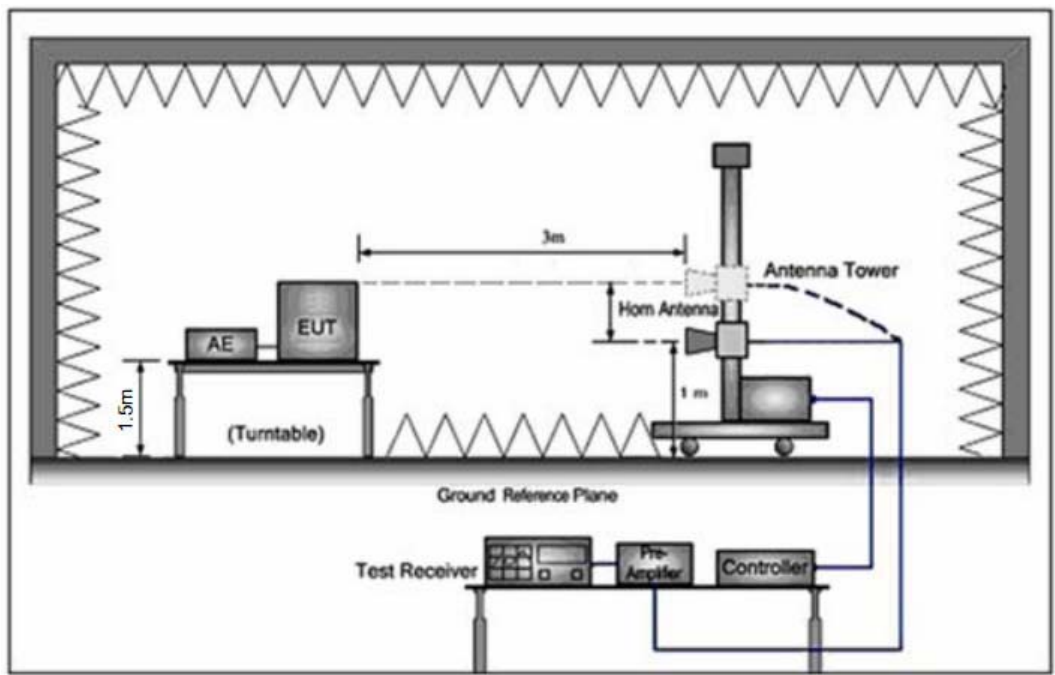 3m
Antenna Tower
Horn Antenna
EUT
AE
1 m
1.5m
(Turntable)
Ground Reference Plane
Test Receiver
Pre-
Amplifier
Controller